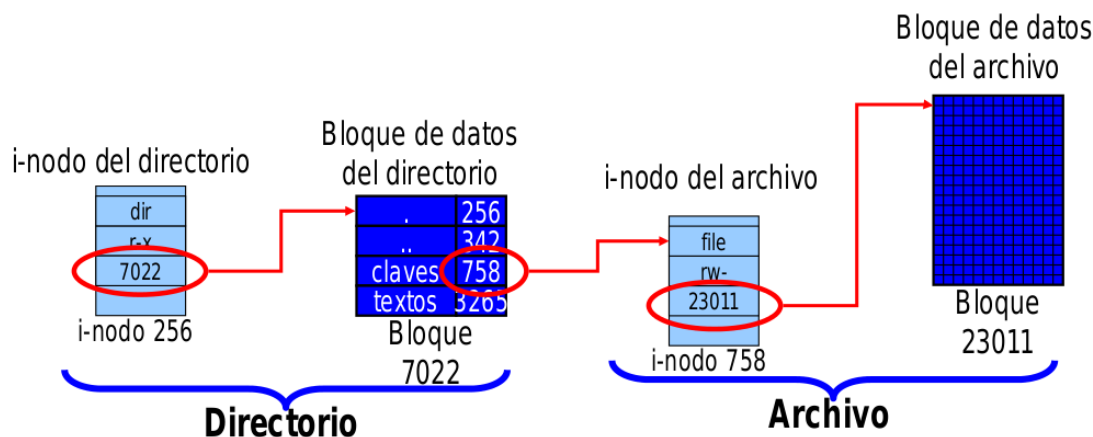 i-nodo del directorio
dir
r-x
7022
i-nodo 256
Bloque de datos
del directorio
. 256
.. 342
claves 758
textos 3265
Bloque
7022
Directorio
i-nodo del archivo
file
rw-
23011
i-nodo 758
Bloque de datos
del archivo
Bloque
23011
Archivo